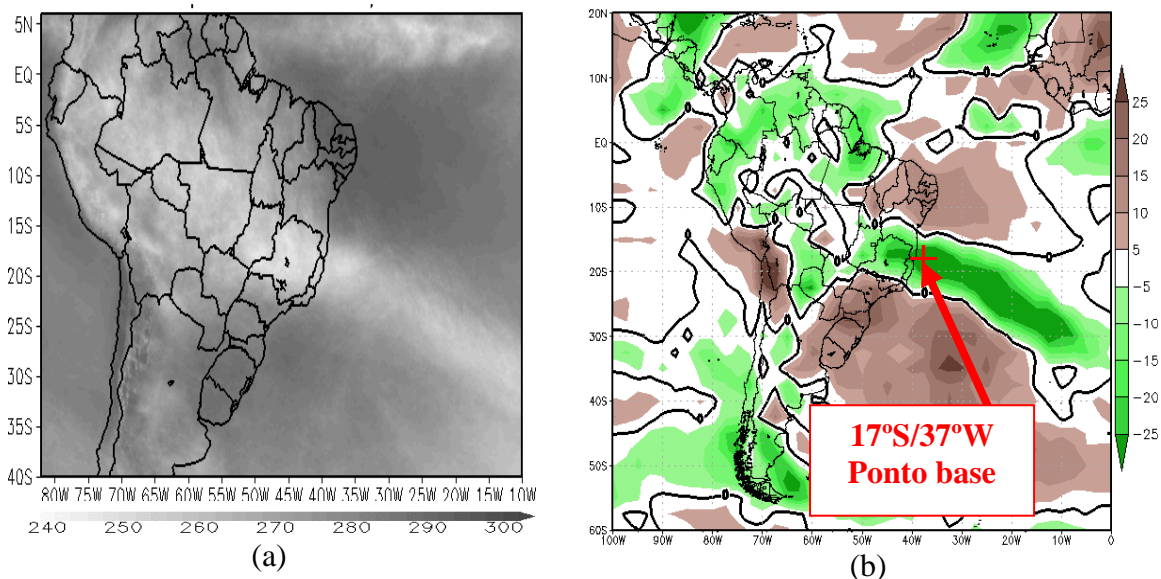 5N
EQ
5S
10S
15S
20S
25S
30S
35S
40S
80W 75W 70W 65W 60W 55W 50W 45W 40W 35W 30W 25W 20W 15W 10W
240 250 260 270 280 290 300
(a)
20N
10N
EQ
10S
20S
30S
40S
50S
60S
100W 90W 80W 70W 60W 50W 40W 30W 20W 10W 0
25
20
15
10
5
-5
-10
-15
-20
-25
17ºS/37ºW
Ponto base
(b)